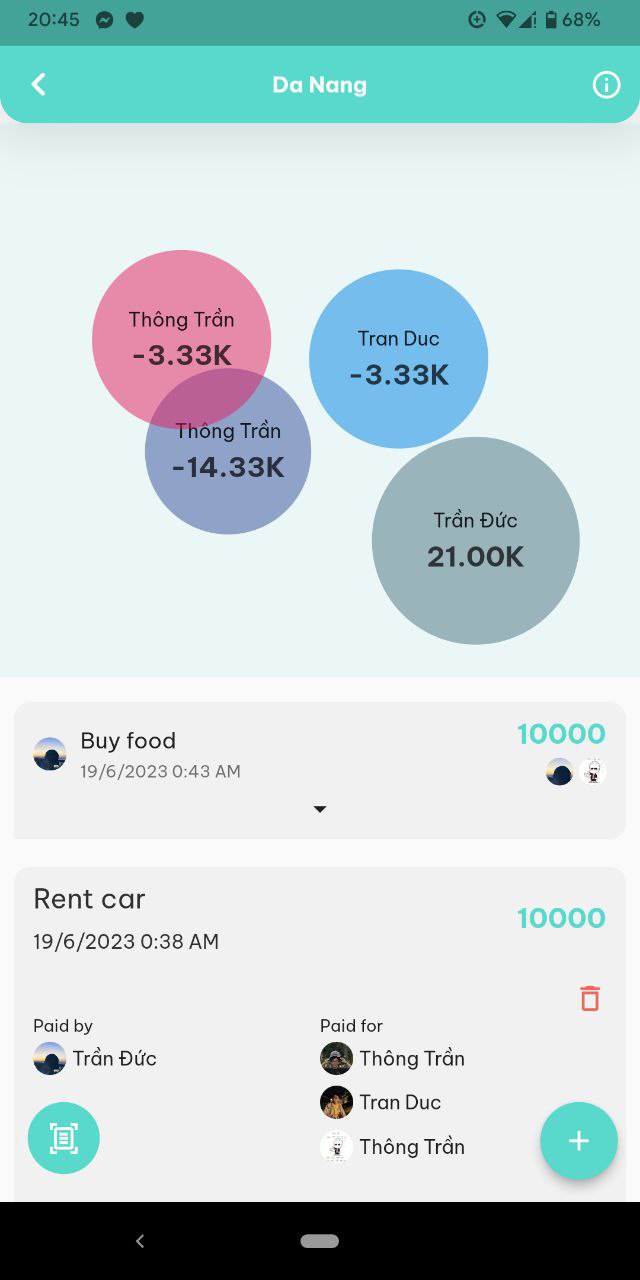 20:45
68%
Da Nang
Thông Trần
-3.33K
Tran Duc
-3.33K
Thông Trần
-14.33K
Trần Đức
21.00K
Buy food
10000
19/6/2023 0:43 AM
Rent car
10000
19/6/2023 0:38 AM
Paid by
Paid for
Trần Đức
Thông Trần
Tran Duc
Thông Trần